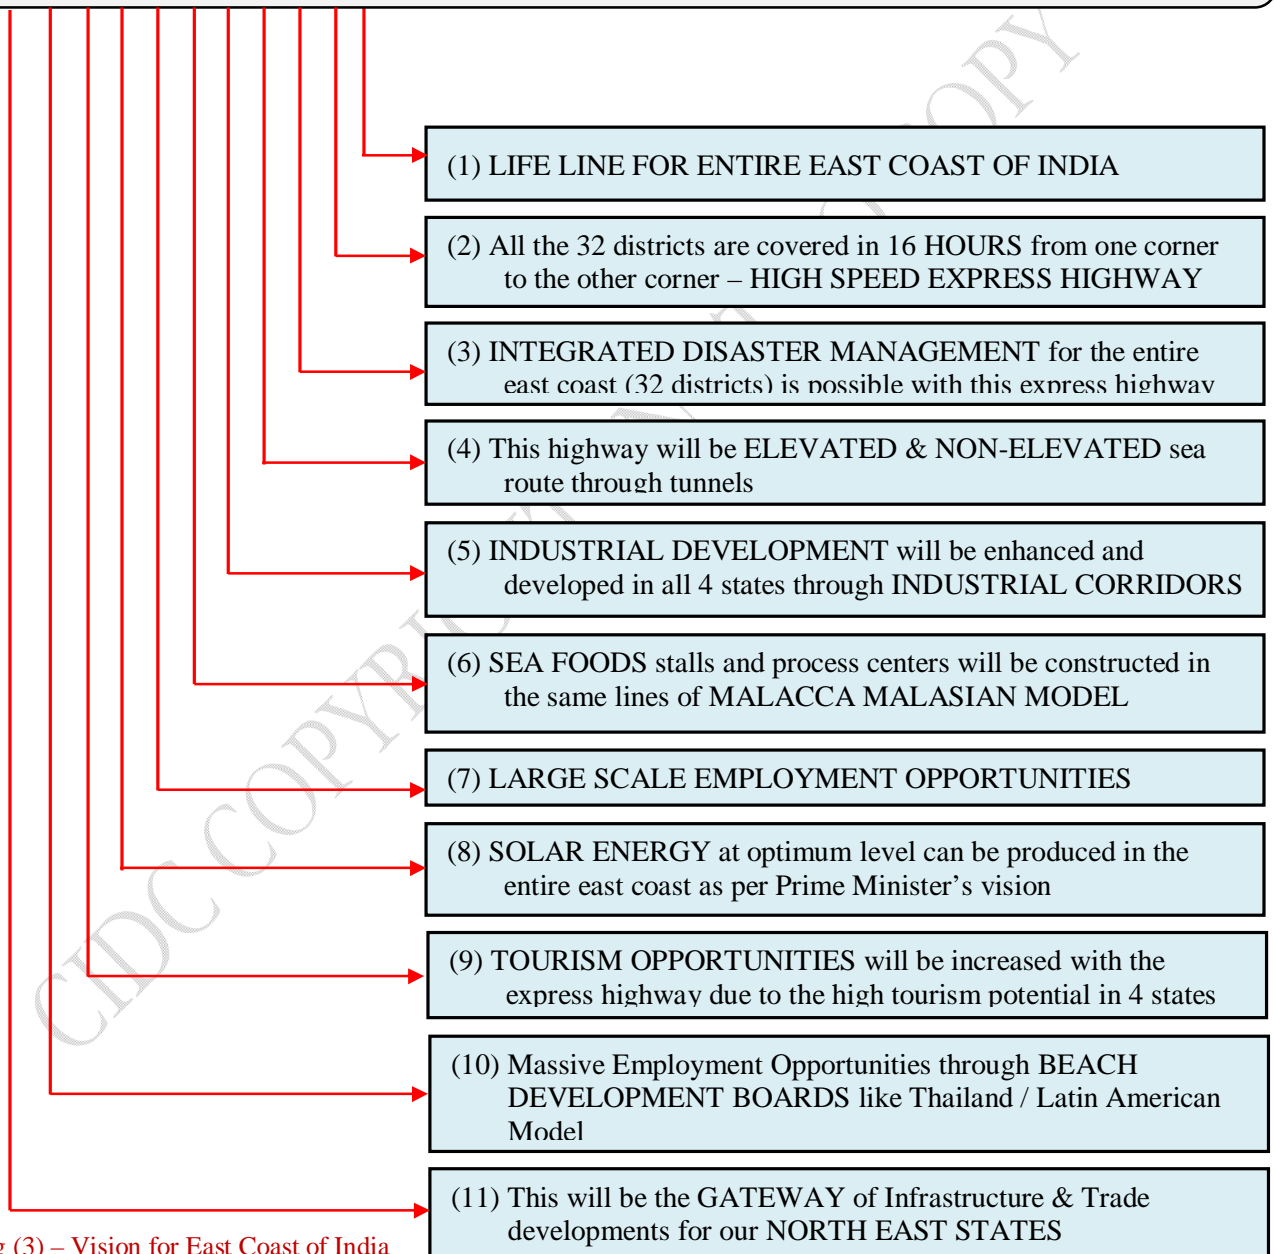 (1) LIFE LINE FOR ENTIRE EAST COAST OF INDIA
(2) All the 32 districts are covered in 16 HOURS from one corner
to the other corner – HIGH SPEED EXPRESS HIGHWAY
(3) INTEGRATED DISASTER MANAGEMENT for the entire
east coast (32 districts) is possible with this express highway
(4) This highway will be ELEVATED & NON-ELEVATED sea
route through tunnels
(5) INDUSTRIAL DEVELOPMENT will be enhanced and
developed in all 4 states through INDUSTRIAL CORRIDORS
(6) SEA FOODS stalls and process centers will be constructed in
the same lines of MALACCA MALASIAN MODEL
(7) LARGE SCALE EMPLOYMENT OPPORTUNITIES
(8) SOLAR ENERGY at optimum level can be produced in the
entire east coast as per Prime Minister’s vision
(9) TOURISM OPPORTUNITIES will be increased with the
express highway due to the high tourism potential in 4 states
(10) Massive Employment Opportunities through BEACH
DEVELOPMENT BOARDS like Thailand / Latin American
Model
(11) This will be the GATEWAY of Infrastructure & Trade
developments for our NORTH EAST STATES
(3) – Vision for East Coast of India
CIDC COPYRIGHT COPY